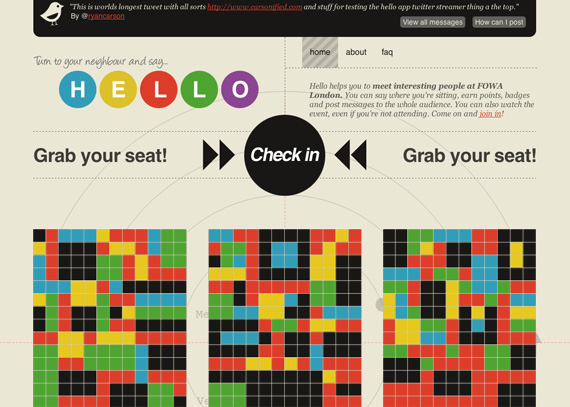 "This is worlds longest tweet with all sorts http://www.carsonified.com and stuff for testing the hello app twitter streamer thing a the top."
By @ryancarson
View all messages
How can I post
home
about
faq
Turn to your neighbour and say...
HELLO
Hello helps you to meet interesting people at FOWA
London. You can say where you're sitting, earn points, badges
and post messages to the whole audience. You can also watch the
event, even if you're not attending. Come on and join in!
Grab your seat!
Check in
Grab your seat!
Me
Ve